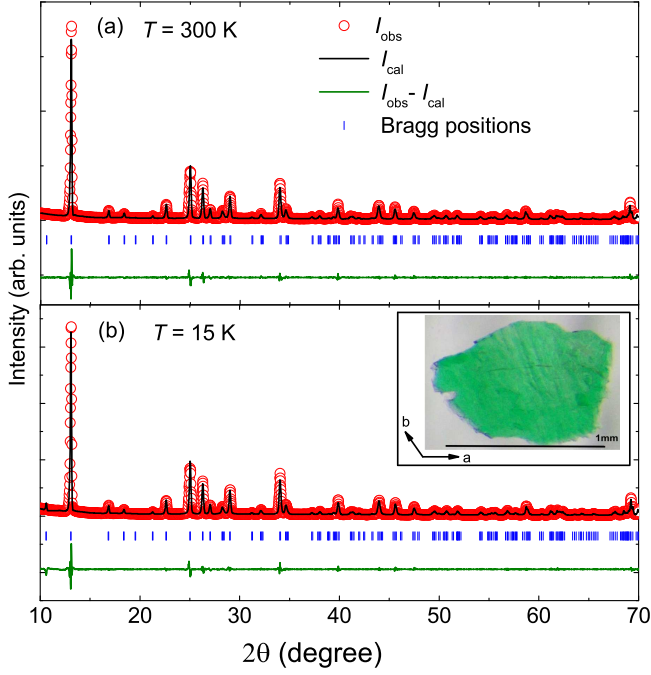 (a) T = 300 K
I_obs
I_cal
I_obs - I_cal
Bragg positions
Intensity (arb. units)
(b) T = 15 K
1mm
b
a
10 20 30 40 50 60 70
2θ (degree)